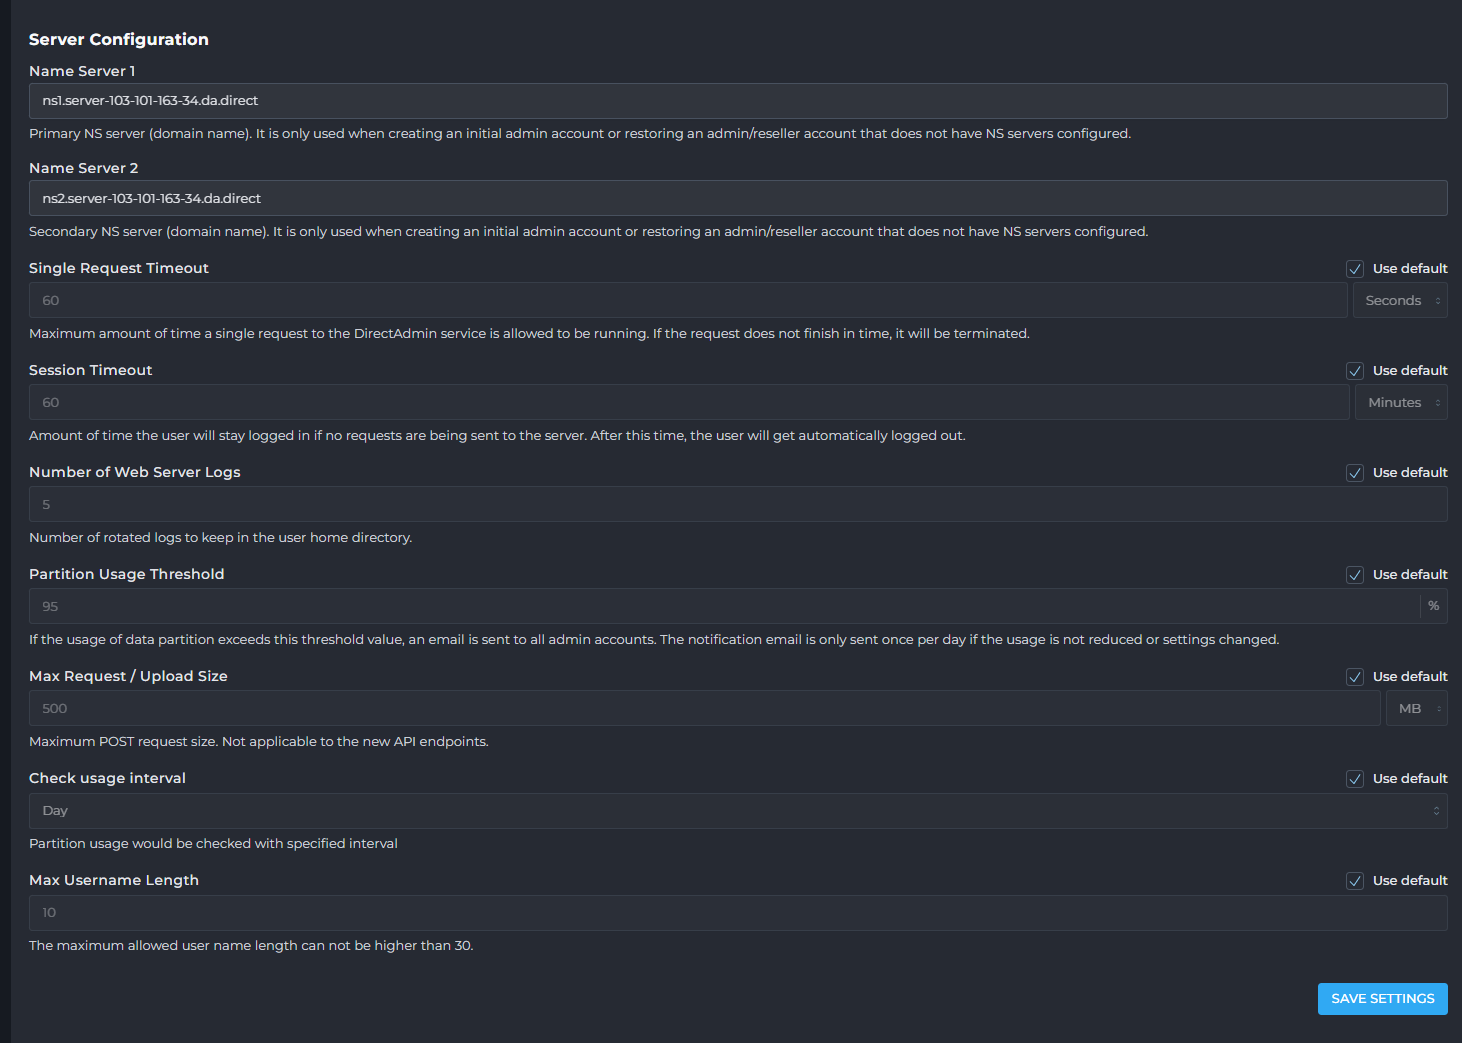 Server Configuration
Name Server 1
ns1.server-103-101-163-34.da.direct
Primary NS server (domain name). It is only used when creating an initial admin account or restoring an admin/reseller account that does not have NS servers configured.
Name Server 2
ns2.server-103-101-163-34.da.direct
Secondary NS server (domain name). It is only used when creating an initial admin account or restoring an admin/reseller account that does not have NS servers configured.
Single Request Timeout Use default
60 Seconds
Maximum amount of time a single request to the DirectAdmin service is allowed to be running. If the request does not finish in time, it will be terminated.
Session Timeout Use default
60 Minutes
Amount of time the user will stay logged in if no requests are being sent to the server. After this time, the user will get automatically logged out.
Number of Web Server Logs Use default
5
Number of rotated logs to keep in the user home directory.
Partition Usage Threshold Use default
95 %
If the usage of data partition exceeds this threshold value, an email is sent to all admin accounts. The notification email is only sent once per day if the usage is not reduced or settings changed.
Max Request / Upload Size Use default
500 MB
Maximum POST request size. Not applicable to the new API endpoints.
Check usage interval Use default
Day
Partition usage would be checked with specified interval
Max Username Length Use default
10
The maximum allowed user name length can not be higher than 30.
SAVE SETTINGS